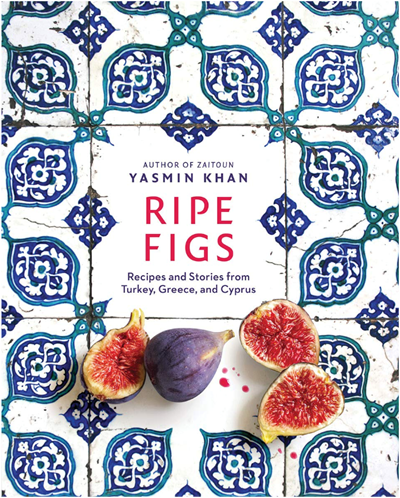 AUTHOR OF ZAITOUN
YASMIN KHAN
RIPE
FIGS
Recipes and Stories from
Turkey, Greece, and Cyprus